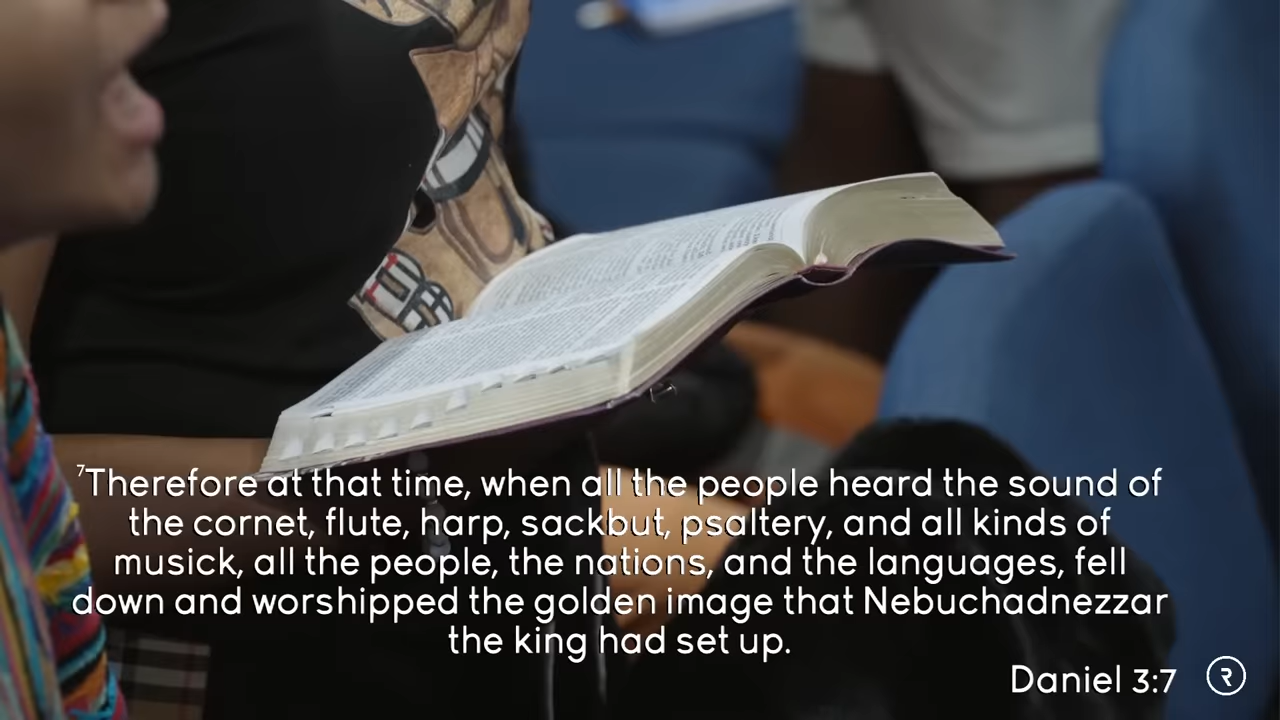 ⁷Therefore at that time, when all the people heard the sound of
the cornet, flute, harp, sackbut, psaltery, and all kinds of
musick, all the people, the nations, and the languages, fell
down and worshipped the golden image that Nebuchadnezzar
the king had set up.
Daniel 3:7
R